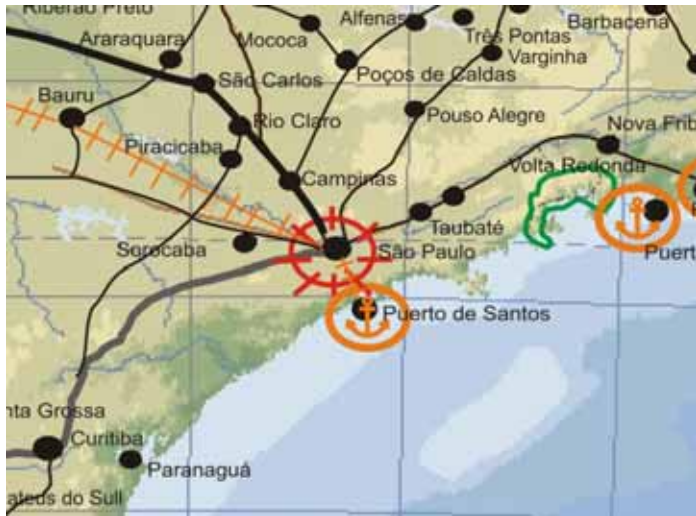 Ribeirão Preto
Alfenas
Barbacena
Araraquara
Mococa
Três Pontas
Varginha
São Carlos
Poços de Caldas
Bauru
Pouso Alegre
Rio Claro
Nova Frib
Piracicaba
Volta Redonda
Campinas
Taubaté
Sorocaba
São Paulo
Puert
Puerto de Santos
nta Grossa
Curitiba
Paranaguá
ateus do Sull